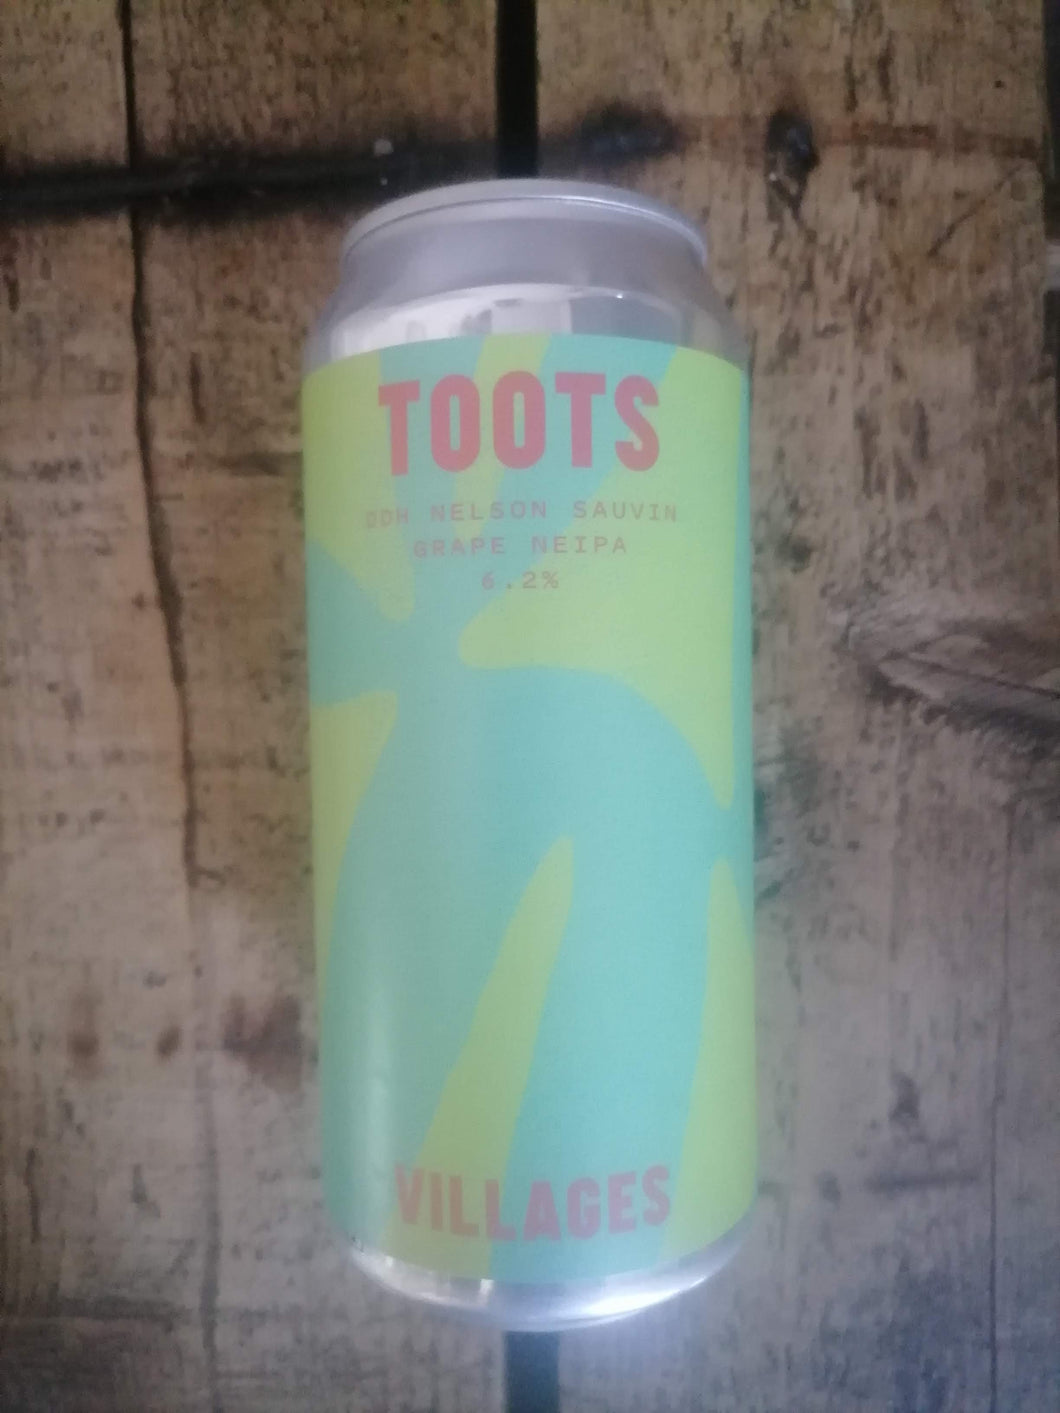 TOOTS
DDH NELSON SAUVIN
GRAPE NEIPA
6.2%
VILLAGES